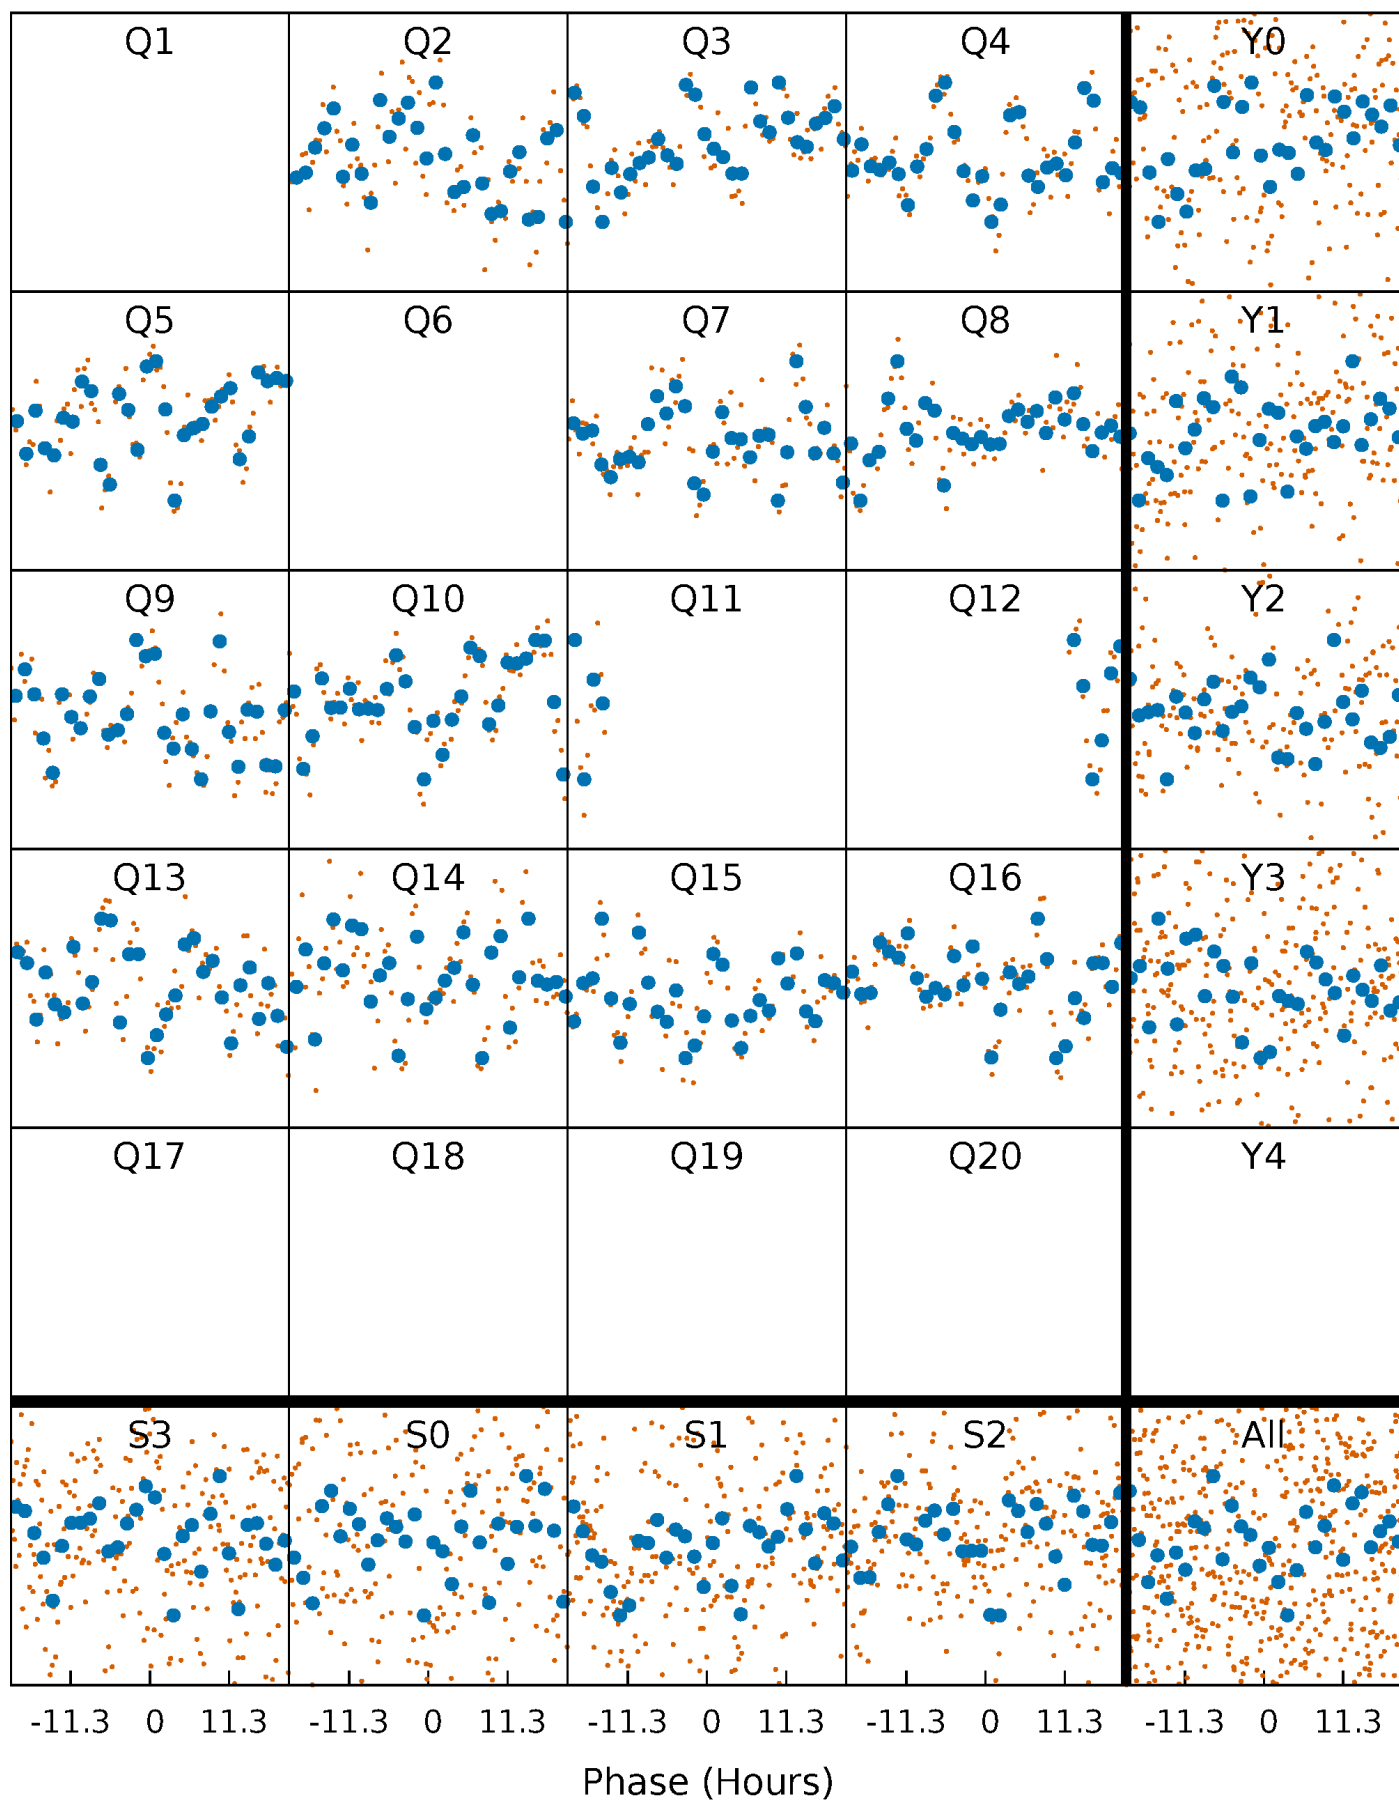 Q1 Q2 Q3 Q4 Y0
Q5 Q6 Q7 Q8 Y1
Q9 Q10 Q11 Q12 Y2
Q13 Q14 Q15 Q16 Y3
Q17 Q18 Q19 Q20 Y4
S3 S0 S1 S2 All
-11.3 0 11.3 -11.3 0 11.3 -11.3 0 11.3 -11.3 0 11.3 -11.3 0 11.3
Phase (Hours)